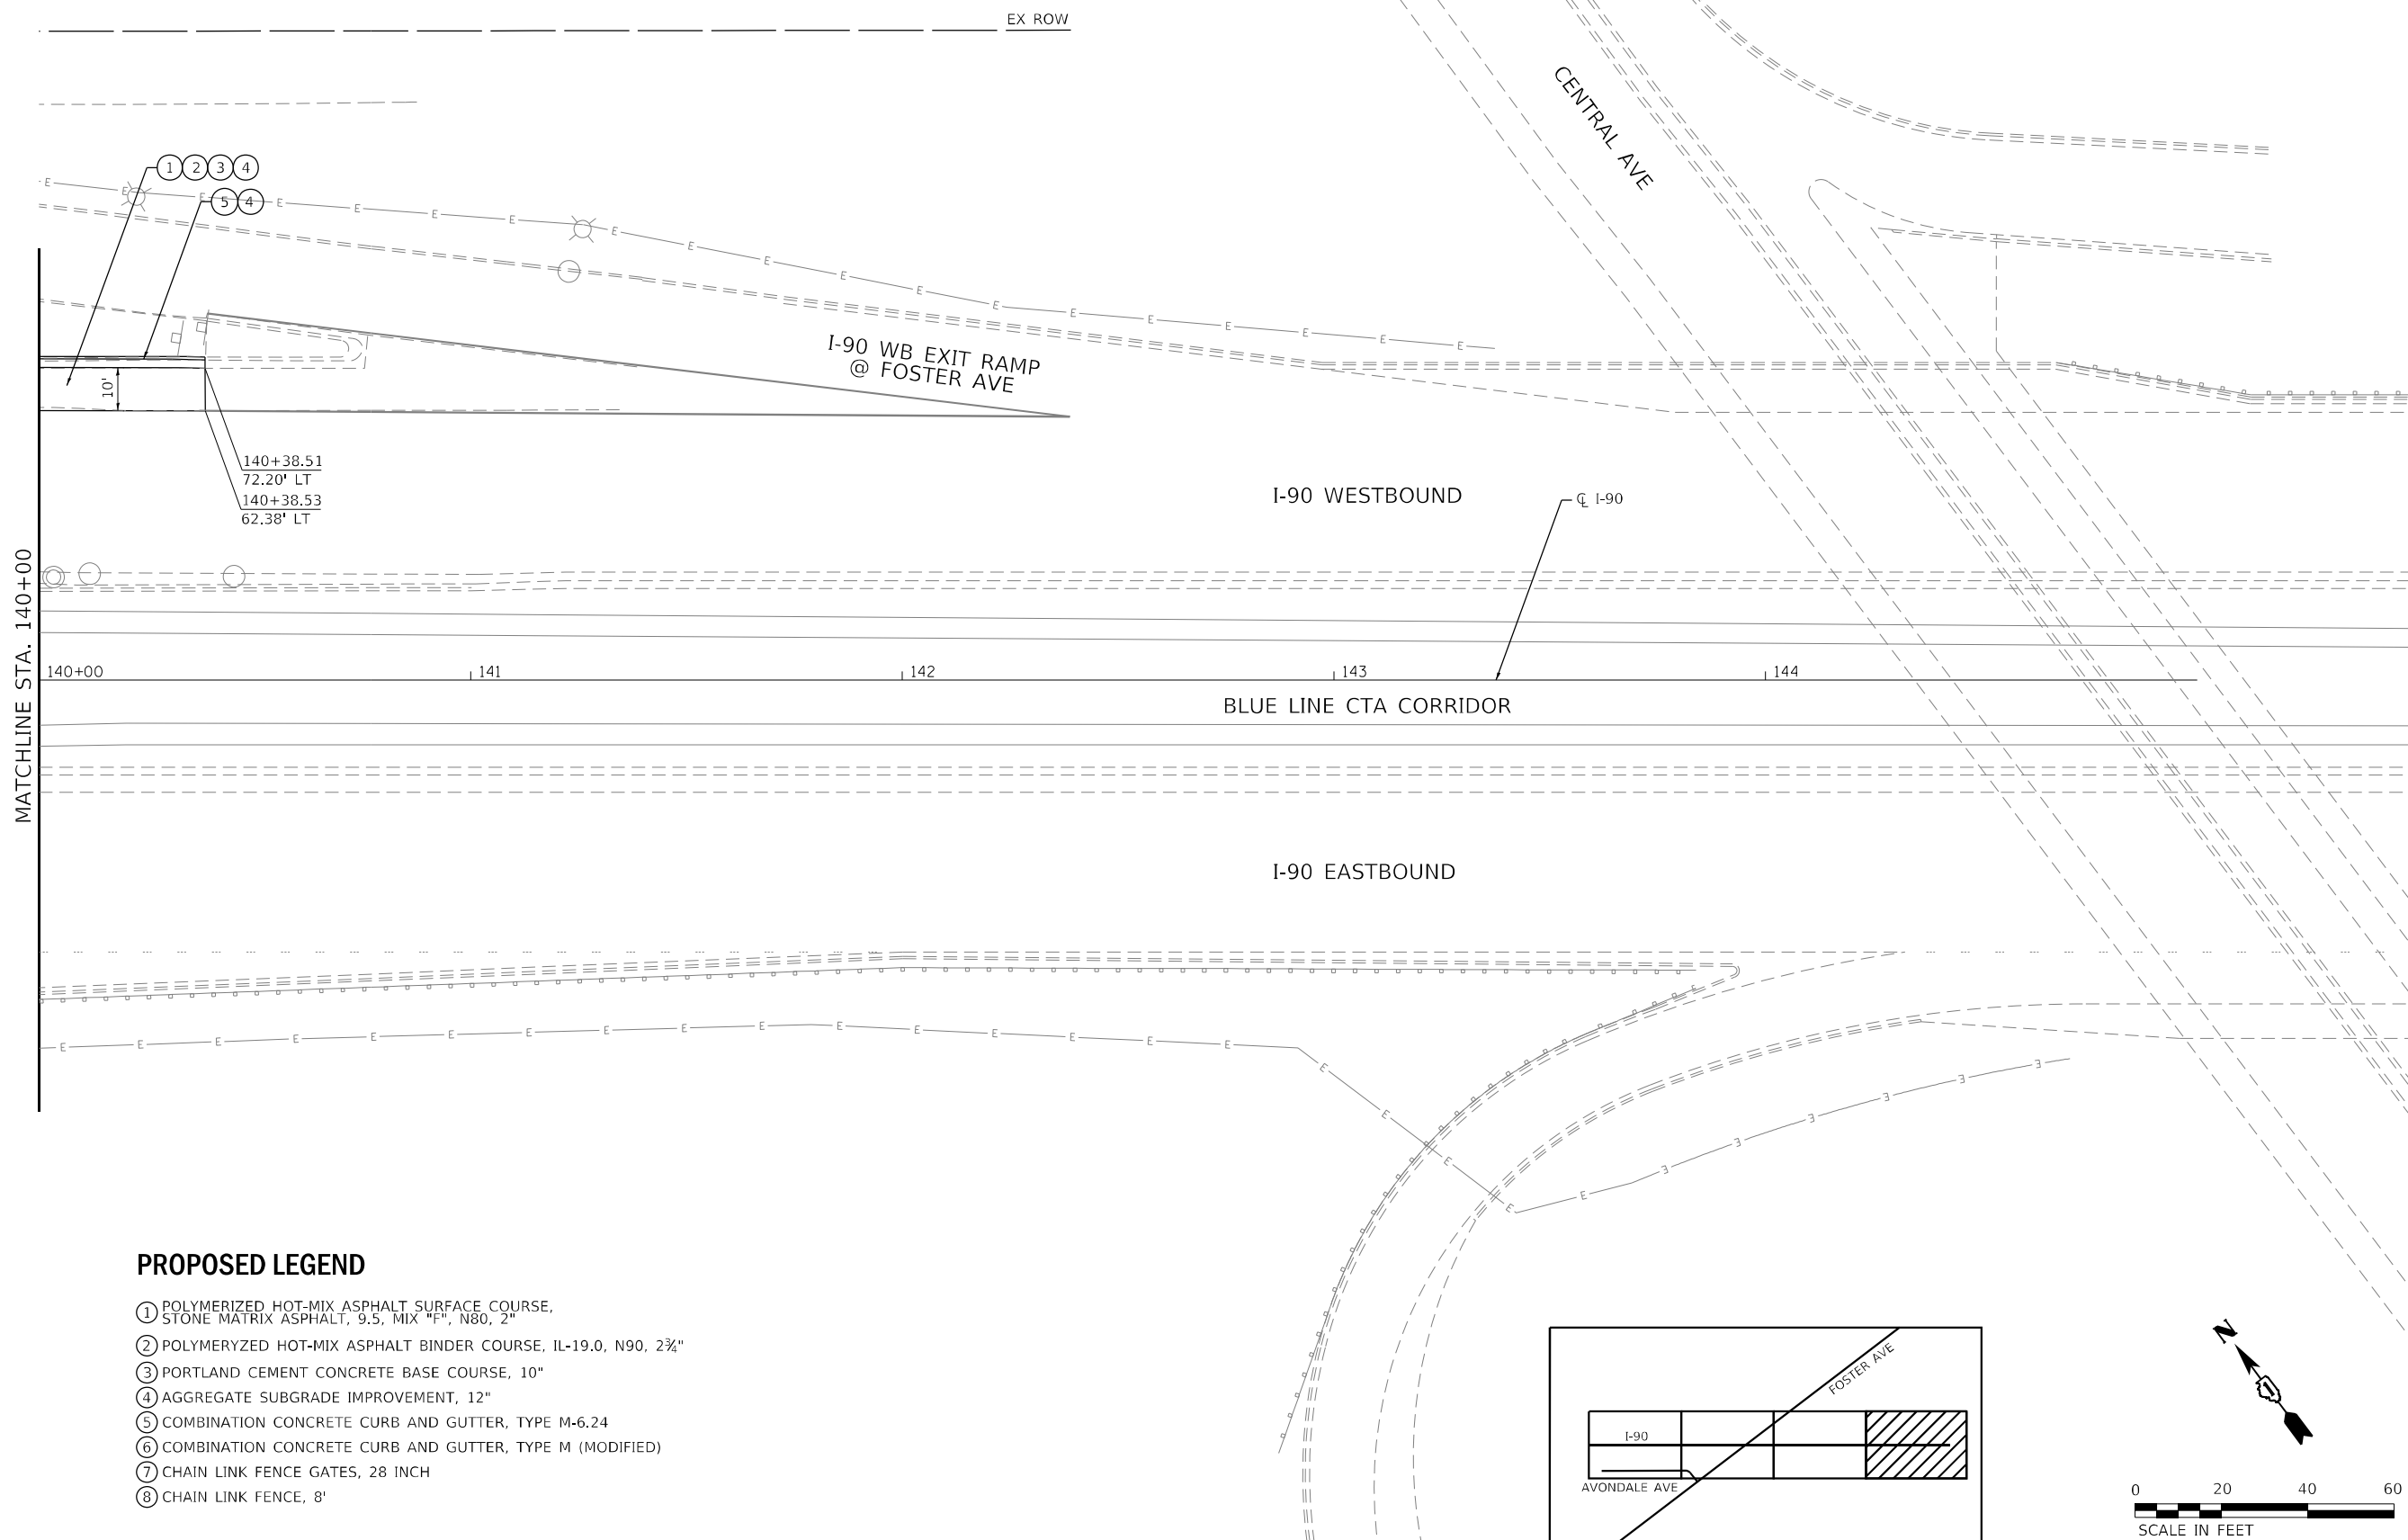 EX ROW
CENTRAL AVE
1 2 3 4
5 4
E E E E E E E E E E E E E E E E E E E E
I-90 WB EXIT RAMP
@ FOSTER AVE
10'
140+38.51
72.20' LT
140+38.53
62.38' LT
I-90 WESTBOUND
℄ I-90
MATCHLINE STA. 140+00
140+00
141
142
143
144
BLUE LINE CTA CORRIDOR
I-90 EASTBOUND
E E E E E E E E E E E E E E E E E E E E E E E E E E E
PROPOSED LEGEND
1 POLYMERIZED HOT-MIX ASPHALT SURFACE COURSE,
STONE MATRIX ASPHALT, 9.5, MIX "F", N80, 2"
2 POLYMERYZED HOT-MIX ASPHALT BINDER COURSE, IL-19.0, N90, 2¾"
3 PORTLAND CEMENT CONCRETE BASE COURSE, 10"
4 AGGREGATE SUBGRADE IMPROVEMENT, 12"
5 COMBINATION CONCRETE CURB AND GUTTER, TYPE M-6.24
6 COMBINATION CONCRETE CURB AND GUTTER, TYPE M (MODIFIED)
7 CHAIN LINK FENCE GATES, 28 INCH
8 CHAIN LINK FENCE, 8'
FOSTER AVE
I-90
AVONDALE AVE
N
0 20 40 60
SCALE IN FEET